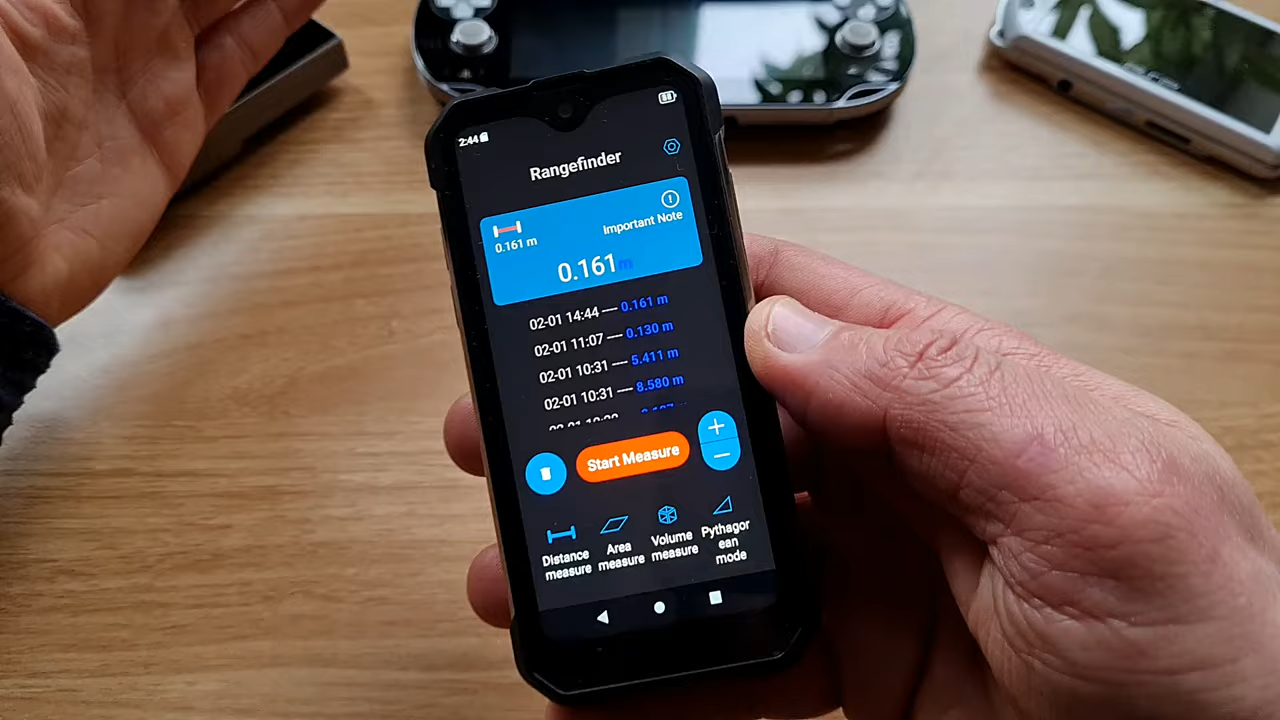 2:44
88
Rangefinder
0.161 m
Important Note
0.161 m
02-01 14:44 — 0.161 m
02-01 11:07 — 0.130 m
02-01 10:31 — 5.411 m
02-01 10:31 — 8.580 m
Start Measure
+
−
Distance measure
Area measure
Volume measure
Pythagor
ean
mode